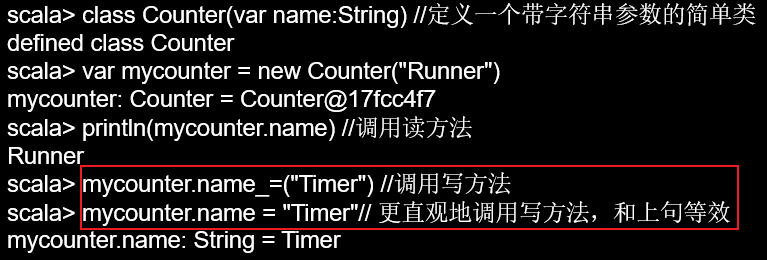 scala> class Counter(var name:String) //定义一个带字符串参数的简单类
defined class Counter
scala> var mycounter = new Counter("Runner")
mycounter: Counter = Counter@17fcc4f7
scala> println(mycounter.name) //调用读方法
Runner
scala> mycounter.name_=("Timer") //调用写方法
scala> mycounter.name = "Timer"// 更直观地调用写方法，和上句等效
mycounter.name: String = Timer